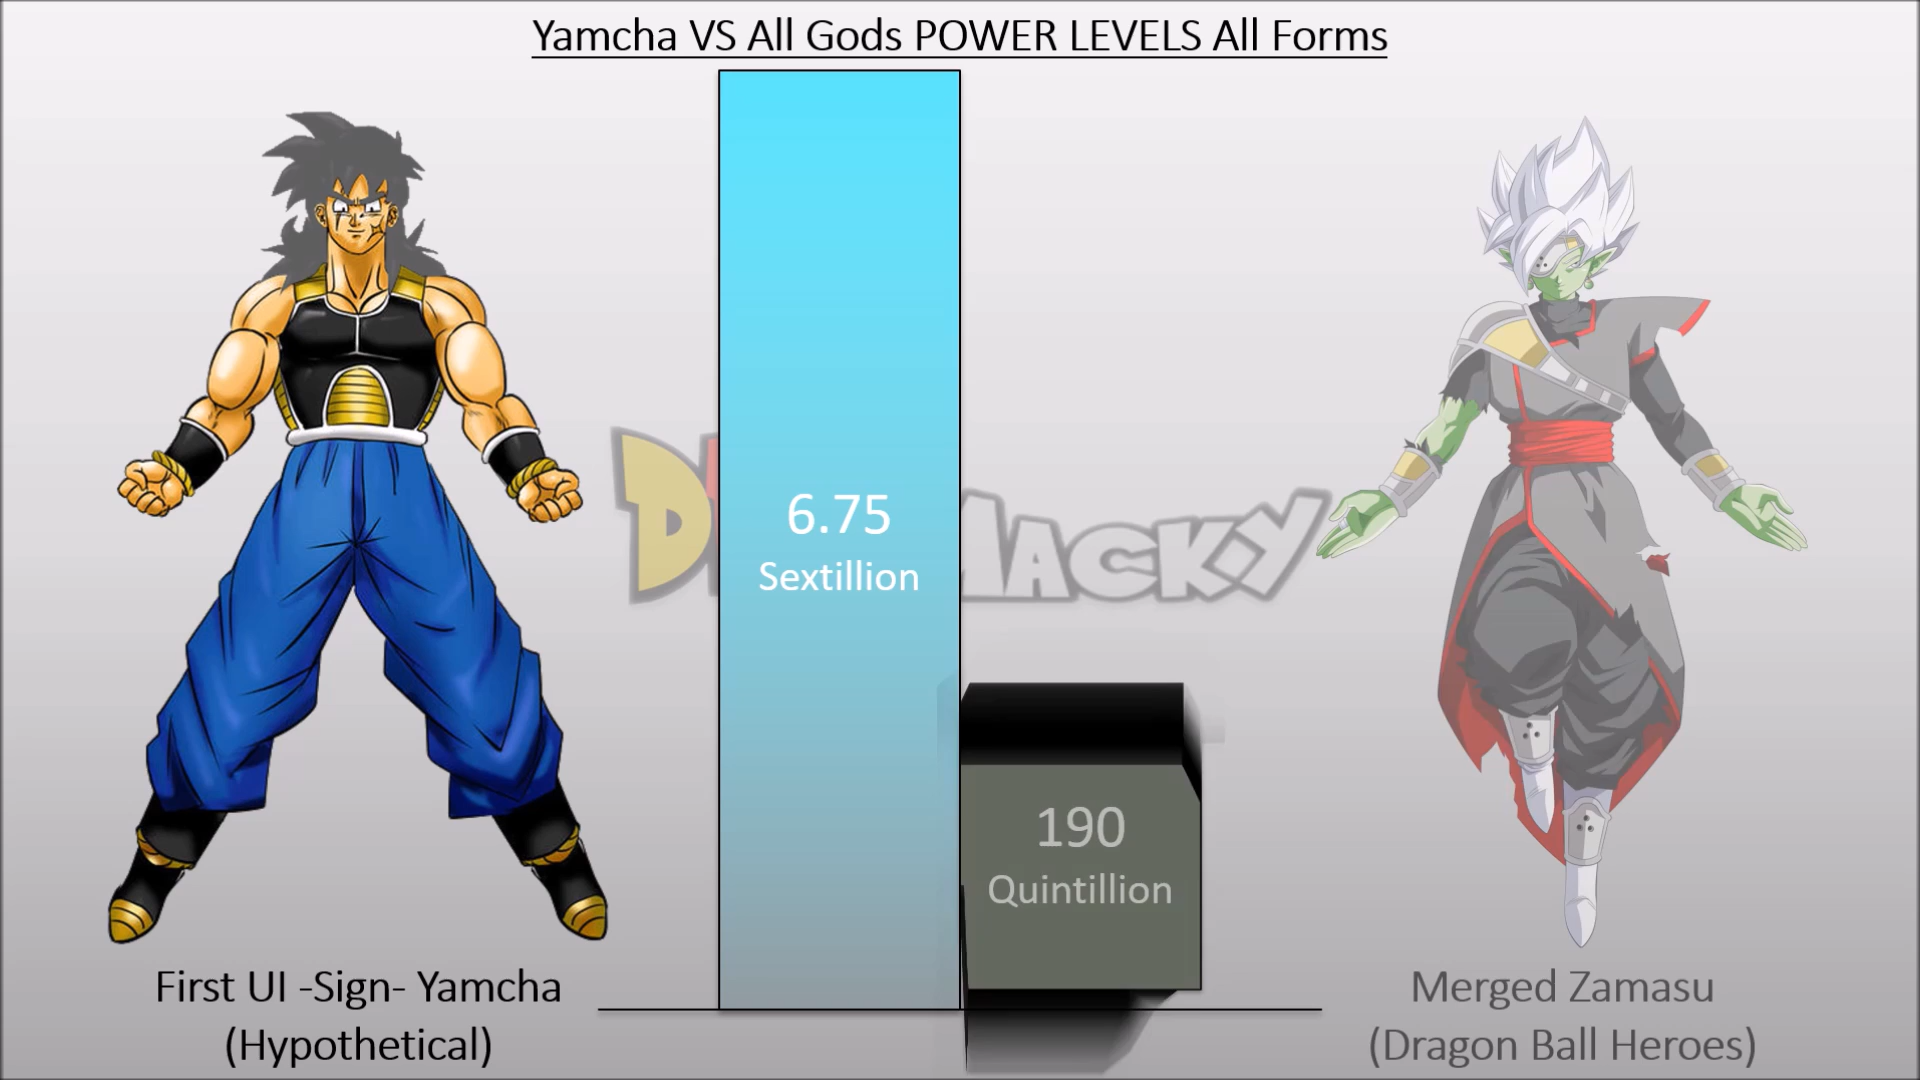 Yamcha VS All Gods POWER LEVELS All Forms
6.75
Sextillion
190
Quintillion
First UI -Sign- Yamcha
(Hypothetical)
Merged Zamasu
(Dragon Ball Heroes)